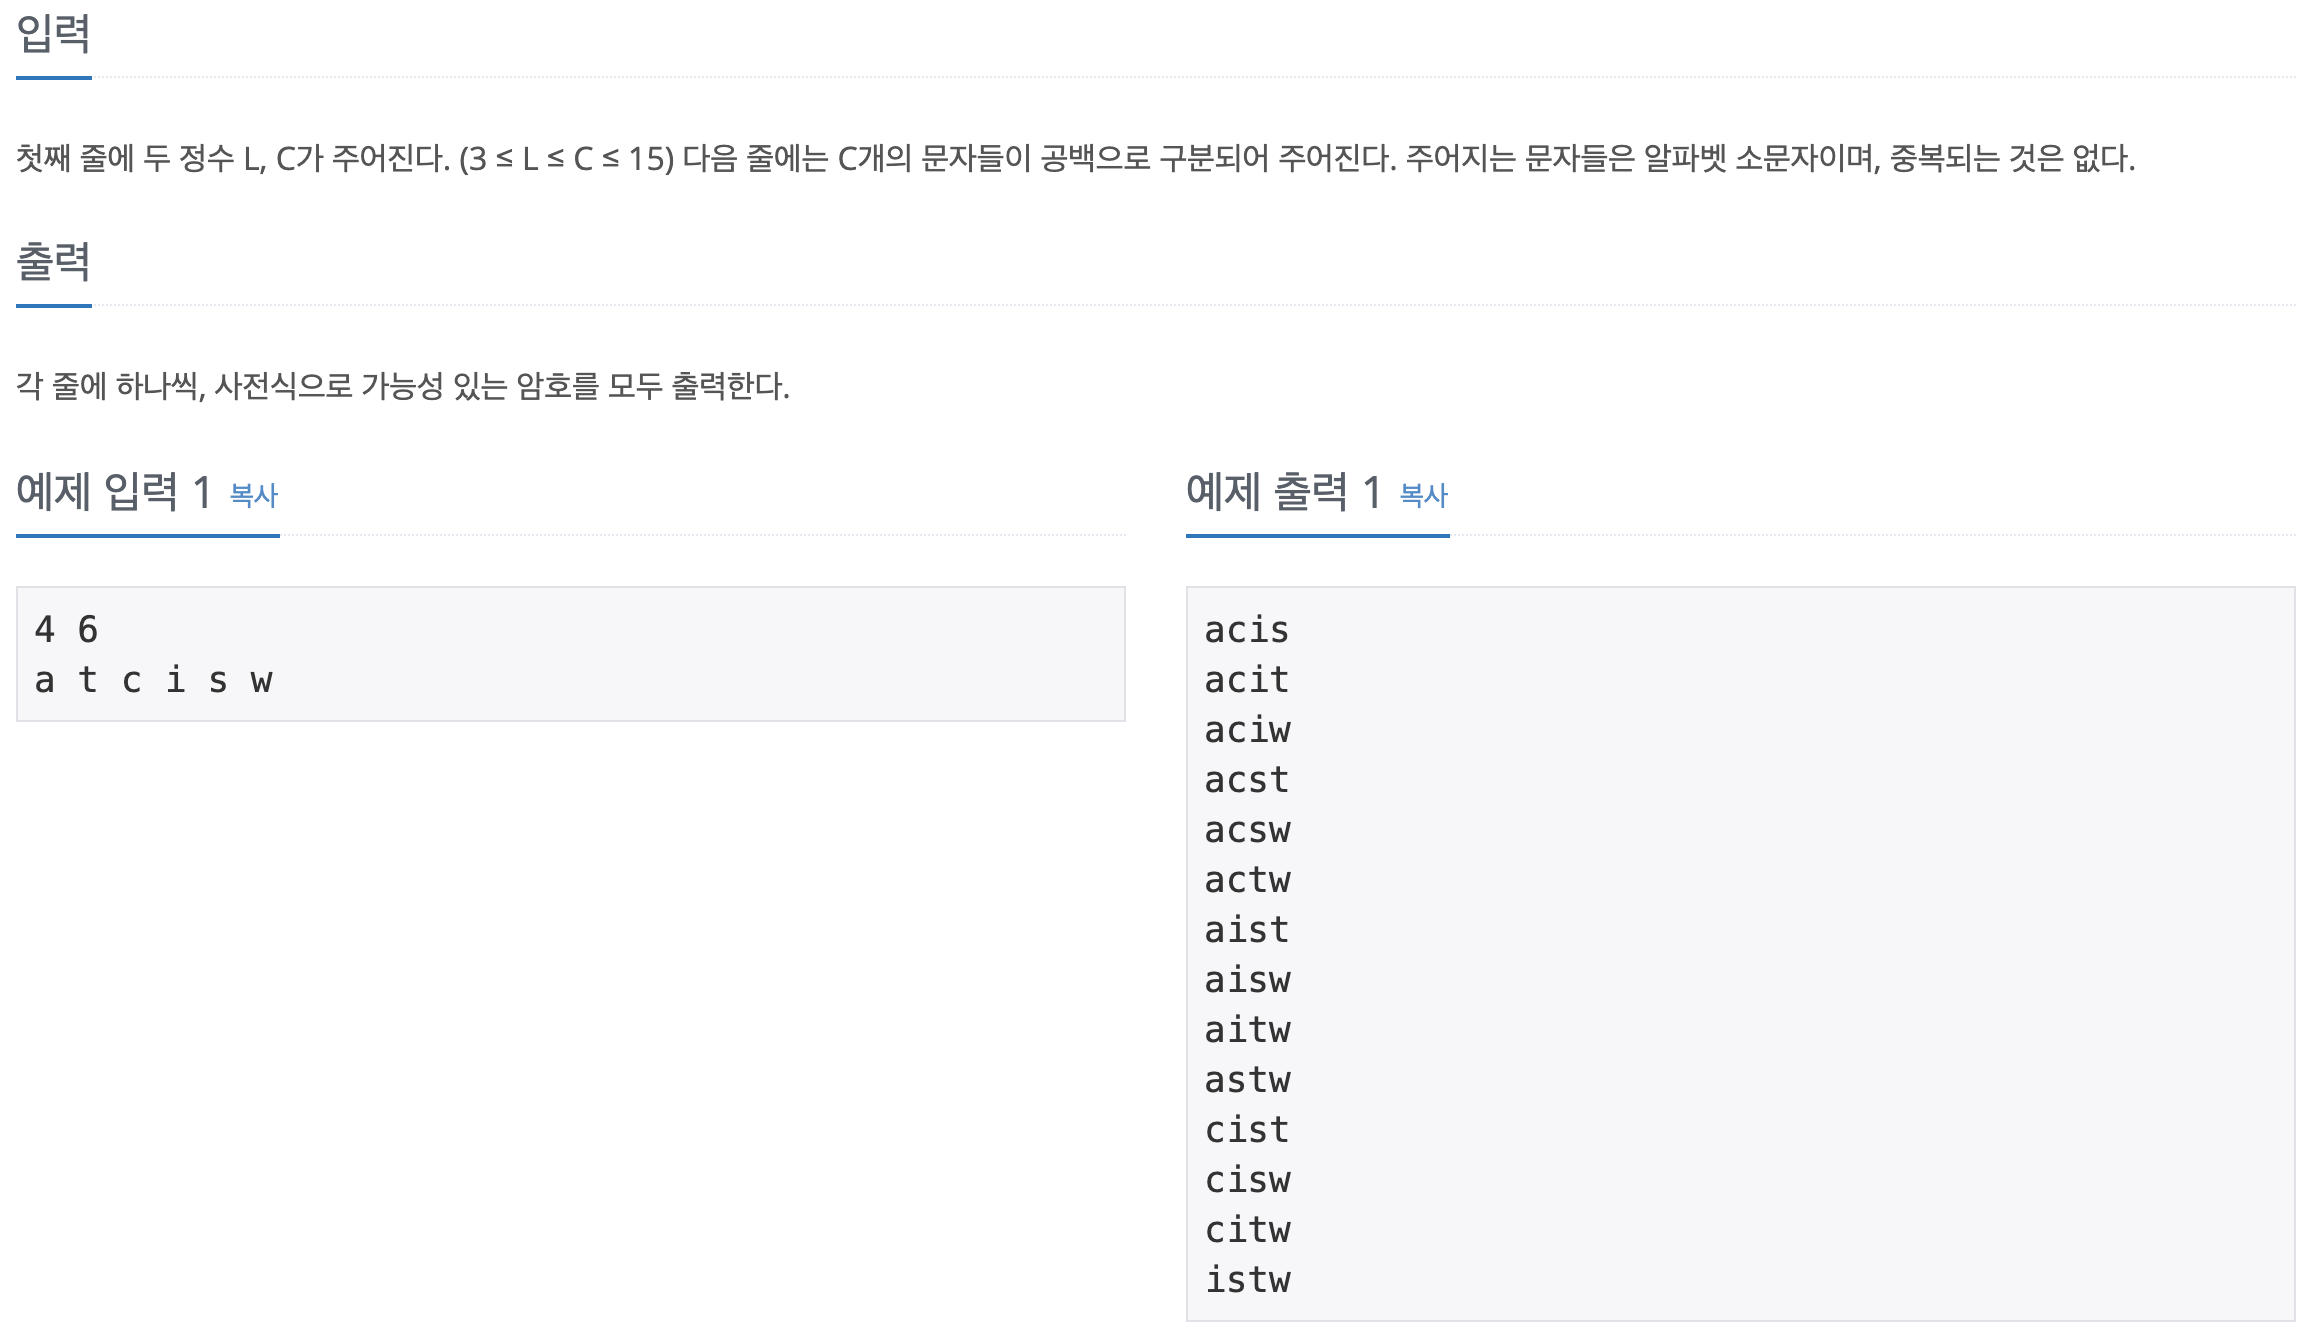 입력
첫째 줄에 두 정수 L, C가 주어진다. (3 ≤ L ≤ C ≤ 15) 다음 줄에는 C개의 문자들이 공백으로 구분되어 주어진다. 주어지는 문자들은 알파벳 소문자이며, 중복되는 것은 없다.
출력
각 줄에 하나씩, 사전식으로 가능성 있는 암호를 모두 출력한다.
예제 입력 1 복사
4 6
a t c i s w
예제 출력 1 복사
acis
acit
aciw
acst
acsw
actw
aist
aisw
aitw
astw
cist
cisw
citw
istw